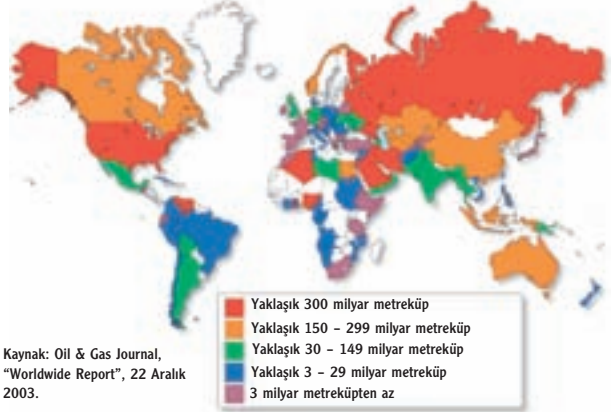 Yaklaşık 300 milyar metreküp
Yaklaşık 150 - 299 milyar metreküp
Yaklaşık 30 - 149 milyar metreküp
Yaklaşık 3 - 29 milyar metreküp
3 milyar metreküpten az
Kaynak: Oil & Gas Journal,
“Worldwide Report”, 22 Aralık
2003.